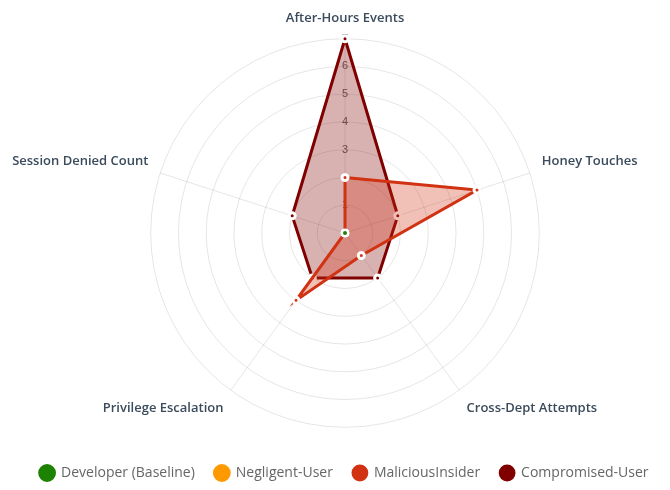 After-Hours Events
6
5
4
3
Session Denied Count
Honey Touches
Privilege Escalation
Cross-Dept Attempts
Developer (Baseline) Negligent-User MaliciousInsider Compromised-User